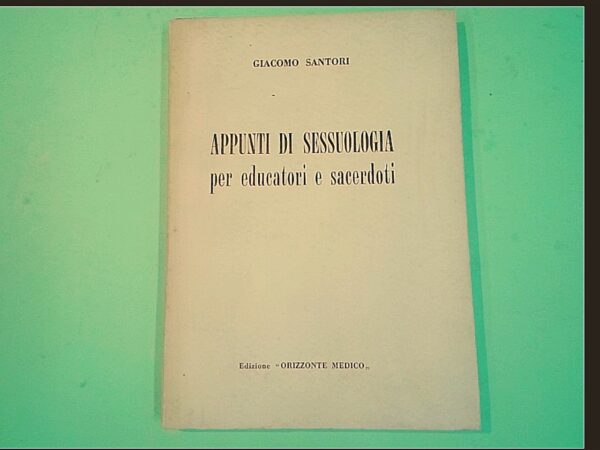 GIACOMO SANTORI
APPUNTI DI SESSUOLOGIA
per educatori e sacerdoti
Edizione "ORIZZONTE MEDICO„